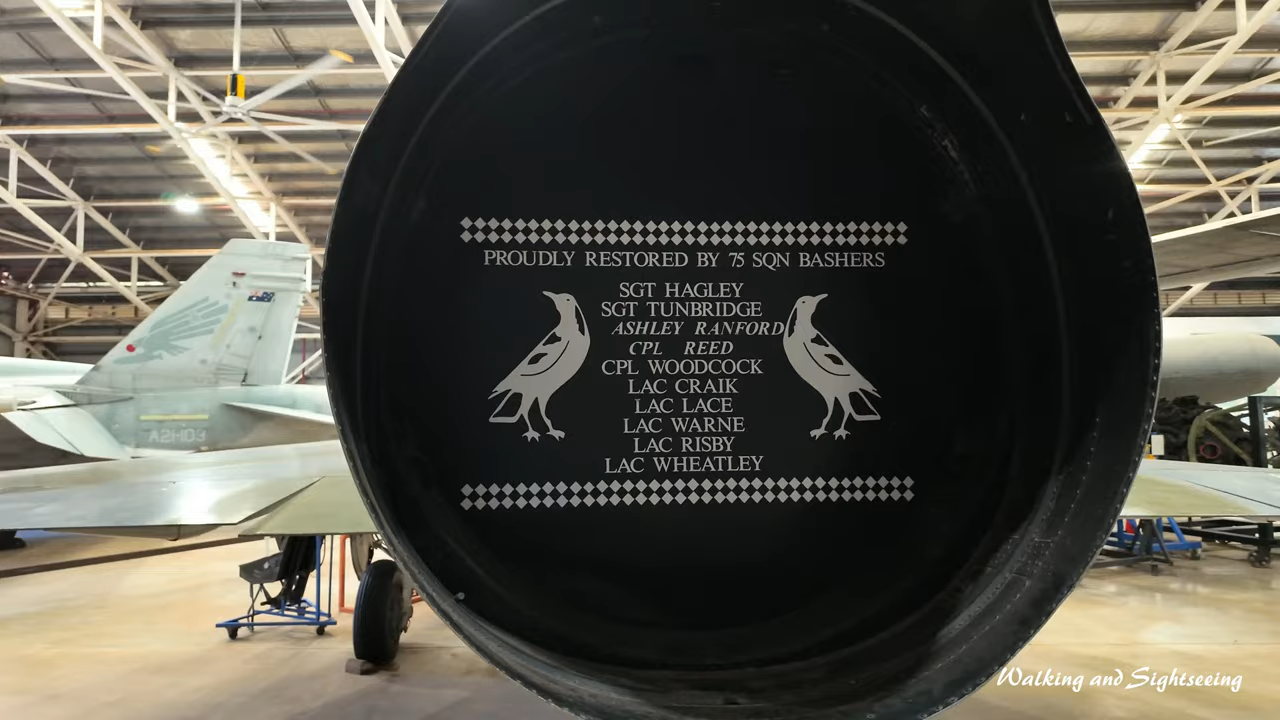 PROUDLY RESTORED BY 75 SQN BASHERS
SGT HAGLEY
SGT TUNBRIDGE
ASHLEY RANFORD
CPL REED
CPL WOODCOCK
LAC CRAIK
LAC LACE
LAC WARNE
LAC RISBY
LAC WHEATLEY
A21-103
Walking and Sightseeing